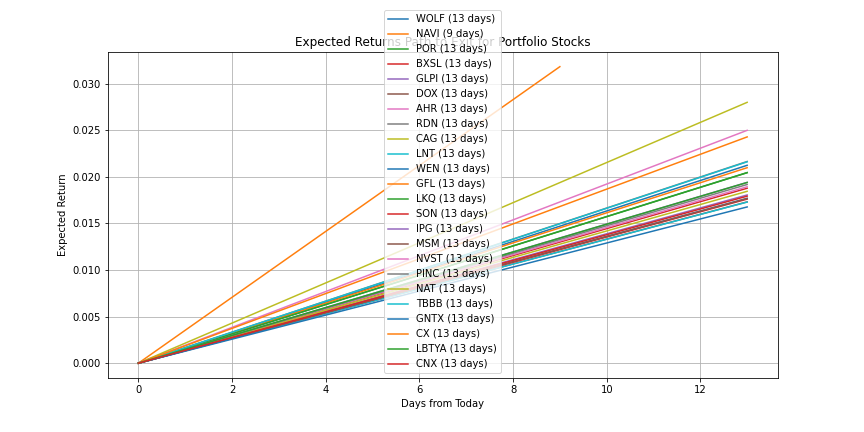 Expected Returns Path to Exit for Portfolio Stocks
WOLF (13 days)
NAVI (9 days)
POR (13 days)
BXSL (13 days)
GLPI (13 days)
DOX (13 days)
AHR (13 days)
RDN (13 days)
CAG (13 days)
LNT (13 days)
WEN (13 days)
GFL (13 days)
LKQ (13 days)
SON (13 days)
IPG (13 days)
MSM (13 days)
NVST (13 days)
PINC (13 days)
NAT (13 days)
TBBB (13 days)
GNTX (13 days)
CX (13 days)
LBTYA (13 days)
CNX (13 days)
Expected Return
0.030
0.025
0.020
0.015
0.010
0.005
0.000
0 2 4 6 8 10 12
Days from Today